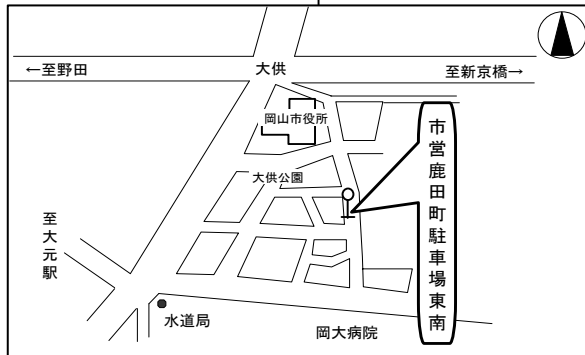 ←至野田
大供
至新京橋→
岡山市役所
大供公園
市営鹿田町駐車場東南
至大元駅
水道局
岡大病院